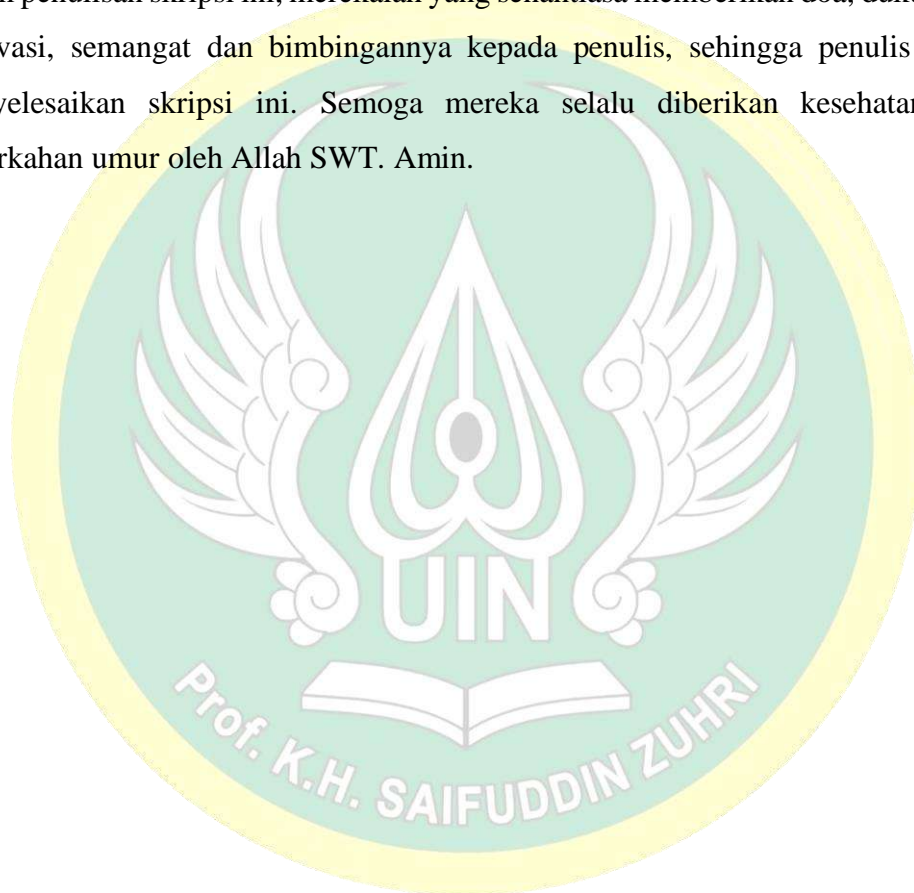 penulisan skripsi ini, merekalah yang senantiasa memberikan doa,
vasi, semangat dan bimbingannya kepada penulis, sehingga penulis
yelesaikan skripsi ini. Semoga mereka selalu diberikan kesehatan
rkahan umur oleh Allah SWT. Amin.
UIN
Prof. K.H. SAIFUDDIN ZUHRI